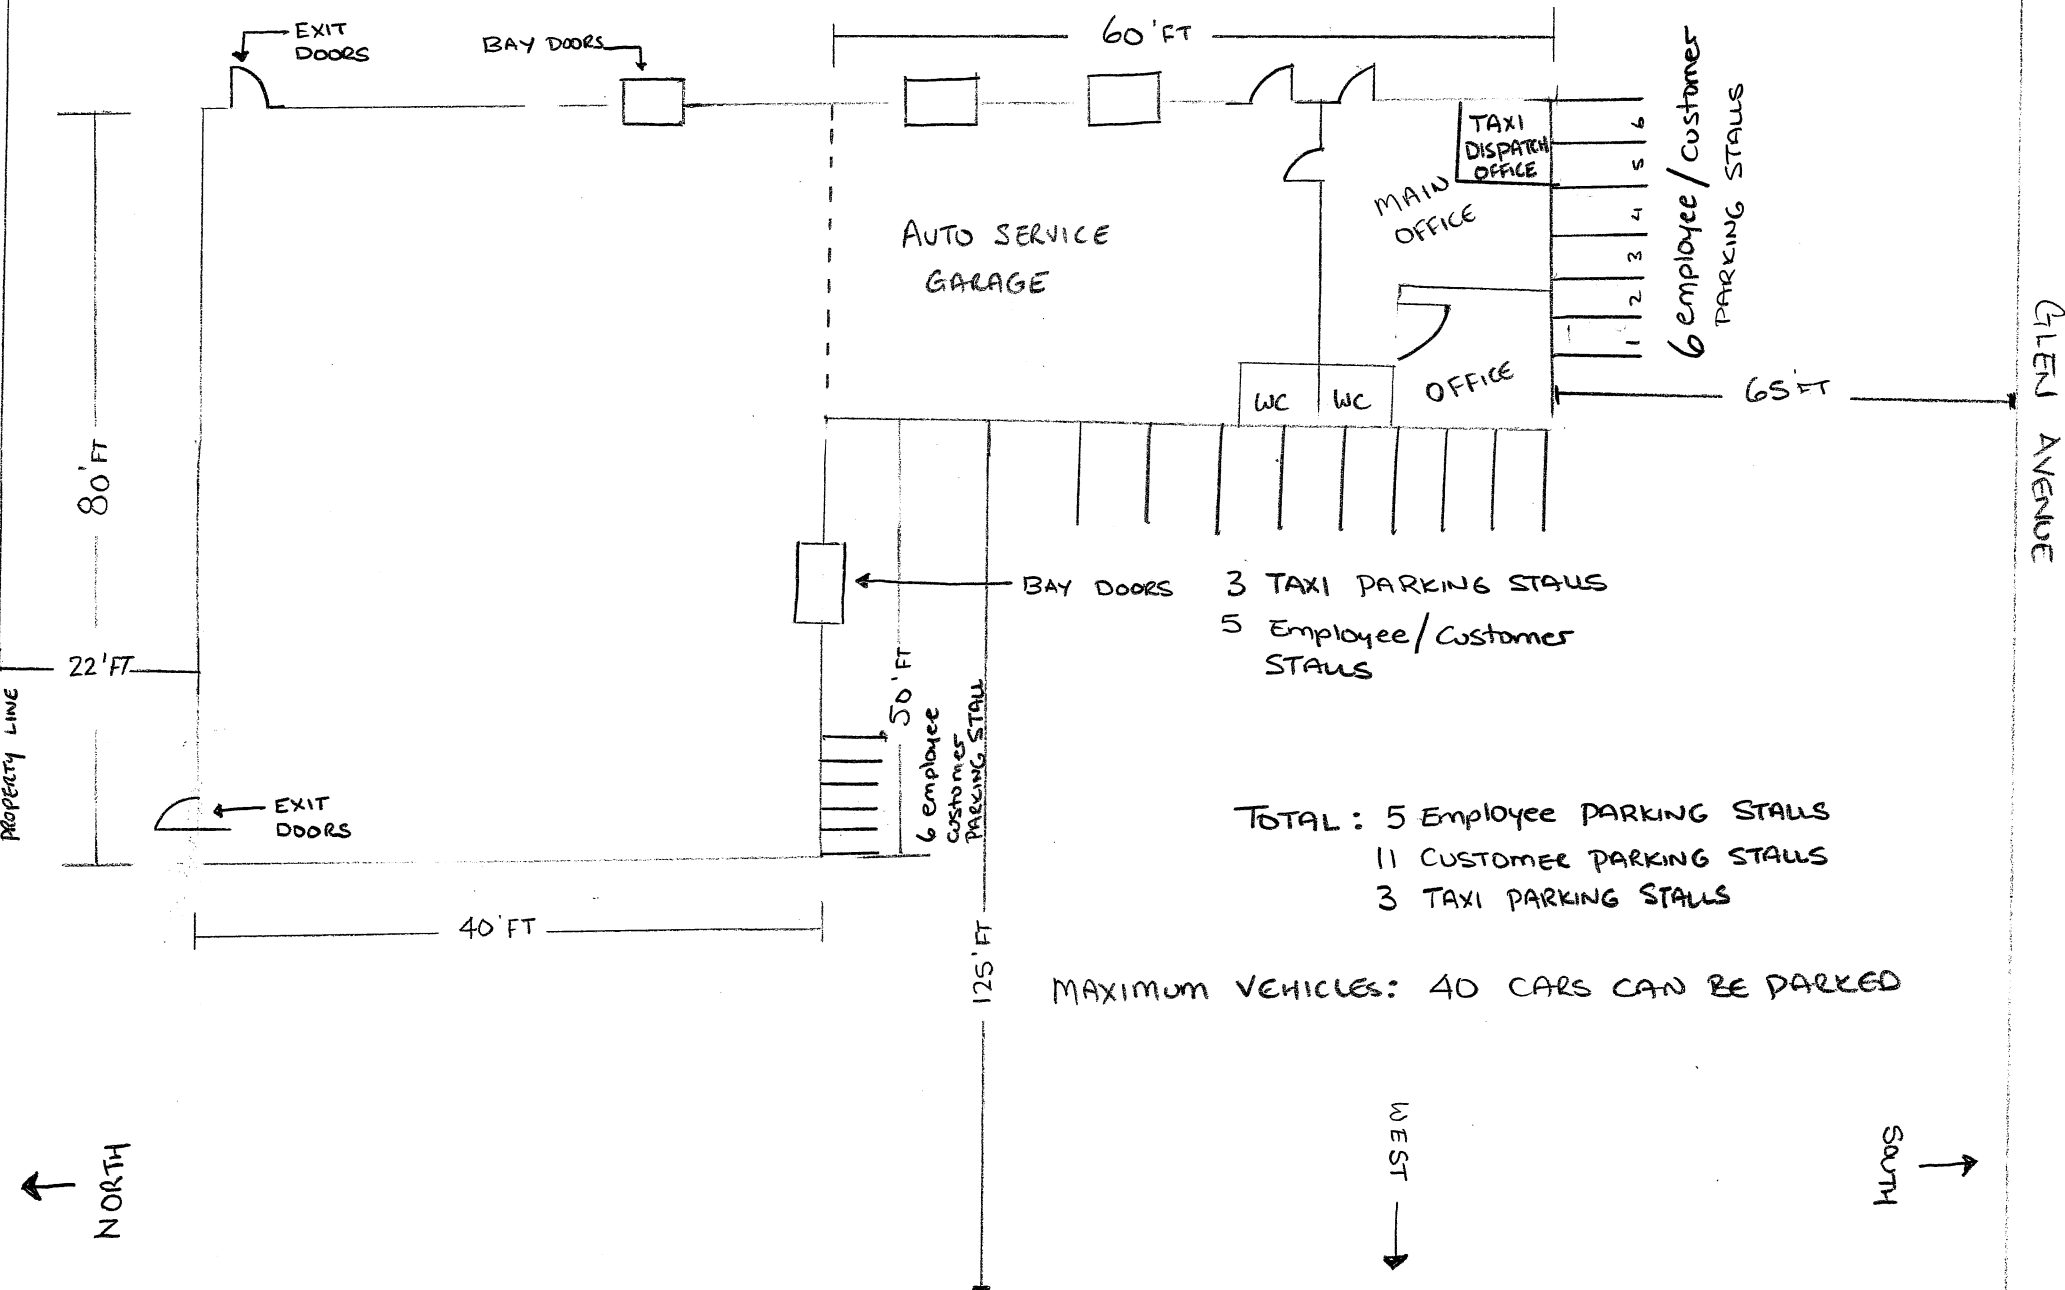 EXIT
DOORS
BAY DOORS
60'FT
TAXI
DISPATCH
OFFICE
MAIN
OFFICE
6
5
4
3
2
1
6 employee/customer
PARKING STALLS
AUTO SERVICE
GARAGE
OFFICE
WC
WC
65'FT
GLEN AVENUE
80'FT
22'FT
PROPERTY LINE
BAY DOORS
3 TAXI PARKING STALLS
5 Employee/Customer
STALLS
50'FT
6 employee
customer
PARKING STALL
EXIT
DOORS
40'FT
125'FT
TOTAL: 5 Employee PARKING STALLS
11 CUSTOMER PARKING STALLS
3 TAXI PARKING STALLS
MAXIMUM VEHICLES: 40 CARS CAN BE PARKED
NORTH
WEST
SOUTH